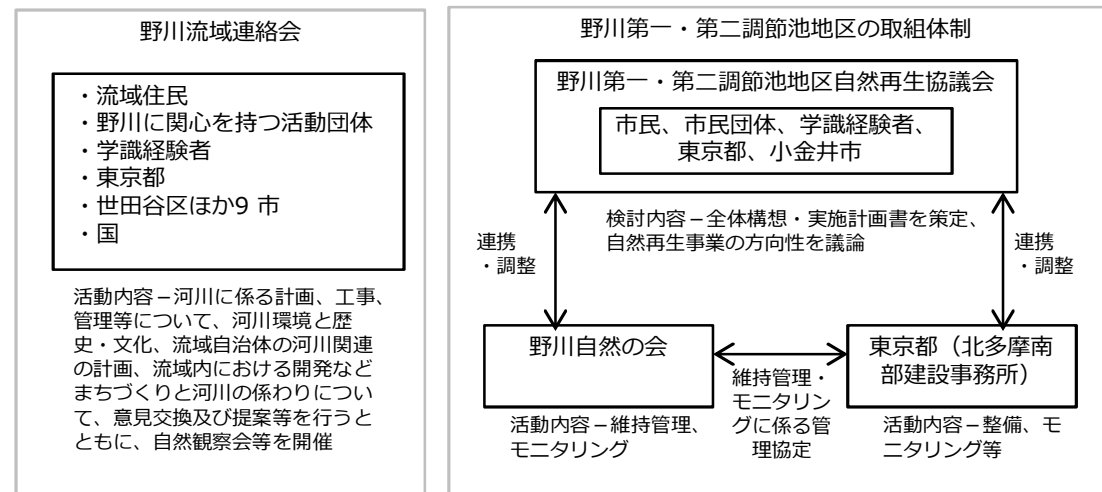 野川流域連絡会
・流域住民
・野川に関心を持つ活動団体
・学識経験者
・東京都
・世田谷区ほか9 市
・国
活動内容－河川に係る計画、工事、
管理等について、河川環境と歴
史・文化、流域自治体の河川関連
の計画、流域内における開発など
まちづくりと河川の係わりについ
て、意見交換及び提案等を行うと
ともに、自然観察会等を開催
野川第一・第二調節池地区の取組体制
野川第一・第二調節池地区自然再生協議会
市民、市民団体、学識経験者、
東京都、小金井市
検討内容－全体構想・実施計画書を策定、
自然再生事業の方向性を議論
連携
・調整
連携
・調整
野川自然の会
活動内容－維持管理、
モニタリング
維持管理・
モニタリン
グに係る管
理協定
東京都（北多摩南
部建設事務所）
活動内容－整備、モ
ニタリング等